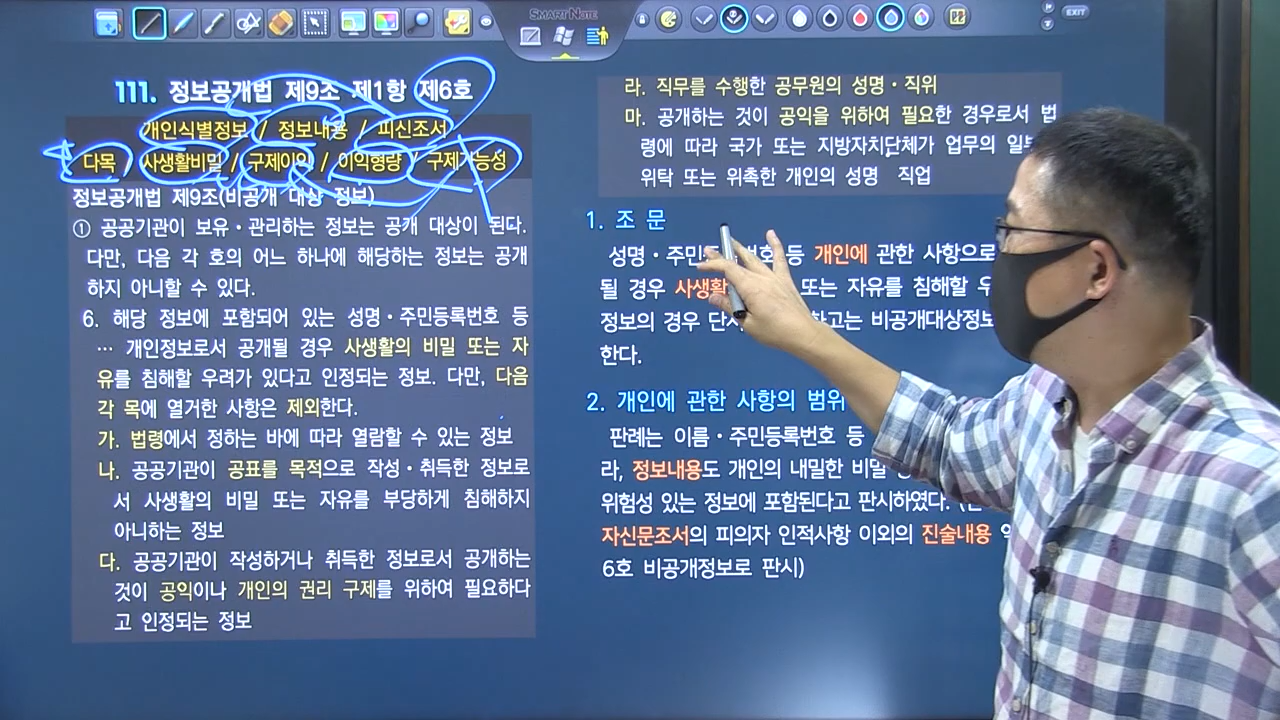 SMART NOTE
EXIT
111. 정보공개법 제9조 제1항 제6호
개인식별정보 / 정보내용 / 피신조서
다목 / 사생활비밀 / 구제이익 / 이익형량 / 구제가능성
정보공개법 제9조(비공개 대상 정보)
① 공공기관이 보유・관리하는 정보는 공개 대상이 된다.
다만, 다음 각 호의 어느 하나에 해당하는 정보는 공개
하지 아니할 수 있다.
6. 해당 정보에 포함되어 있는 성명・주민등록번호 등
… 개인정보로서 공개될 경우 사생활의 비밀 또는 자
유를 침해할 우려가 있다고 인정되는 정보. 다만, 다음
각 목에 열거한 사항은 제외한다.
가. 법령에서 정하는 바에 따라 열람할 수 있는 정보
나. 공공기관이 공표를 목적으로 작성・취득한 정보로
서 사생활의 비밀 또는 자유를 부당하게 침해하지
아니하는 정보
다. 공공기관이 작성하거나 취득한 정보로서 공개하는
것이 공익이나 개인의 권리 구제를 위하여 필요하다
고 인정되는 정보
라. 직무를 수행한 공무원의 성명・직위
마. 공개하는 것이 공익을 위하여 필요한 경우로서 법
령에 따라 국가 또는 지방자치단체가 업무의 일부
위탁 또는 위촉한 개인의 성명 직업
1. 조 문
성명・주민등록번호 등 개인에 관한 사항으로
될 경우 사생활 또는 자유를 침해할 우
정보의 경우 하고는 비공개대상정보
한다.
2. 개인에 관한 사항의 범위
판례는 이름・주민등록번호 등
라, 정보내용도 개인의 내밀한 비밀
위험성 있는 정보에 포함된다고 판시하였다.
자신문조서의 피의자 인적사항 이외의 진술내용
6호 비공개정보로 판시)